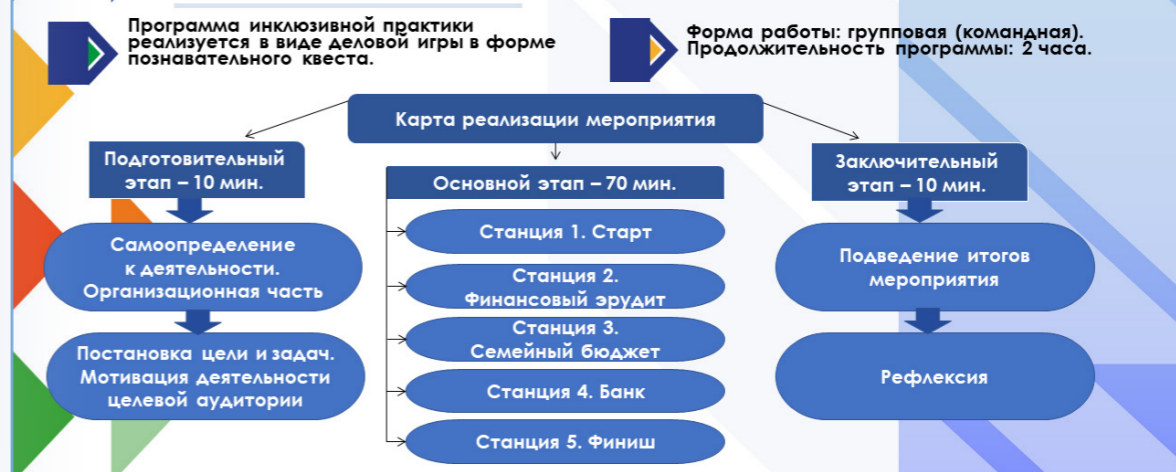 Программа инклюзивной практики
реализуется в виде деловой игры в форме
познавательного квеста.
Форма работы: групповая (командная).
Продолжительность программы: 2 часа.
Карта реализации мероприятия
Подготовительный
этап – 10 мин.
Самоопределение
к деятельности.
Организационная часть
Постановка цели и задач.
Мотивация деятельности
целевой аудитории
Основной этап – 70 мин.
Станция 1. Старт
Станция 2.
Финансовый эрудит
Станция 3.
Семейный бюджет
Станция 4. Банк
Станция 5. Финиш
Заключительный
этап – 10 мин.
Подведение итогов
мероприятия
Рефлексия